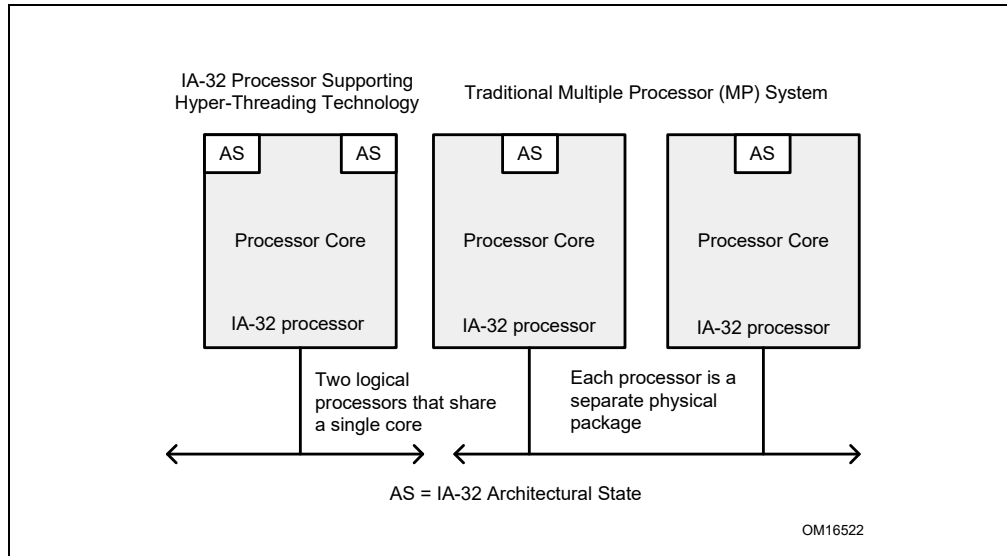 IA-32 Processor Supporting
Hyper-Threading Technology
Traditional Multiple Processor (MP) System
AS
AS
AS
AS
Processor Core
Processor Core
Processor Core
IA-32 processor
IA-32 processor
IA-32 processor
Two logical
processors that share
a single core
Each processor is a
separate physical
package
AS = IA-32 Architectural State
OM16522